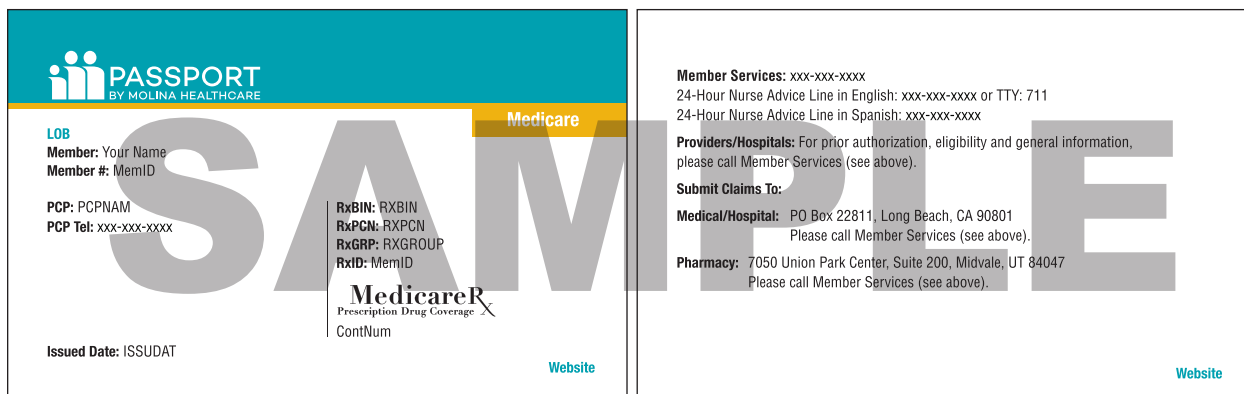 PASSPORT
BY MOLINA HEALTHCARE
Medicare
LOB
Member: Your Name
Member #: MemID
PCP: PCPNAM
PCP Tel: xxx-xxx-xxxx
RxBIN: RXBIN
RxPCN: RXPCN
RxGRP: RXGROUP
RxID: MemID
MedicareRx
Prescription Drug Coverage
ContNum
Issued Date: ISSUDAT
Website
Member Services: xxx-xxx-xxxx
24-Hour Nurse Advice Line in English: xxx-xxx-xxxx or TTY: 711
24-Hour Nurse Advice Line in Spanish: xxx-xxx-xxxx
Providers/Hospitals: For prior authorization, eligibility and general information,
please call Member Services (see above).
Submit Claims To:
Medical/Hospital: PO Box 22811, Long Beach, CA 90801
Please call Member Services (see above).
Pharmacy: 7050 Union Park Center, Suite 200, Midvale, UT 84047
Please call Member Services (see above).
Website
SAMPLE